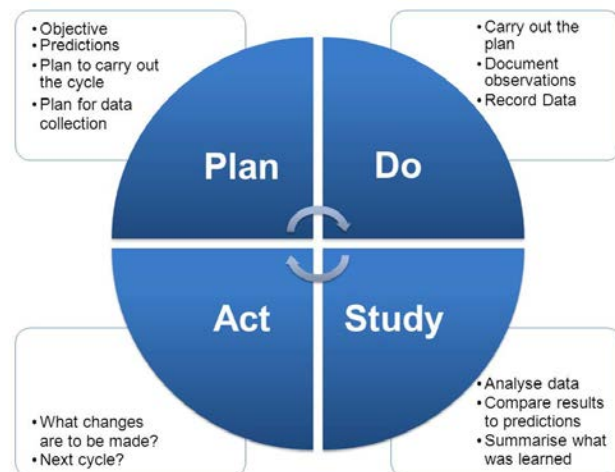 • Objective
• Predictions
• Plan to carry out
the cycle
• Plan for data
collection
• Carry out the
plan
• Document
observations
• Record Data
Plan
Do
Act
Study
• What changes
are to be made?
• Next cycle?
• Analyse data
• Compare results
to predictions
• Summarise what
was learned